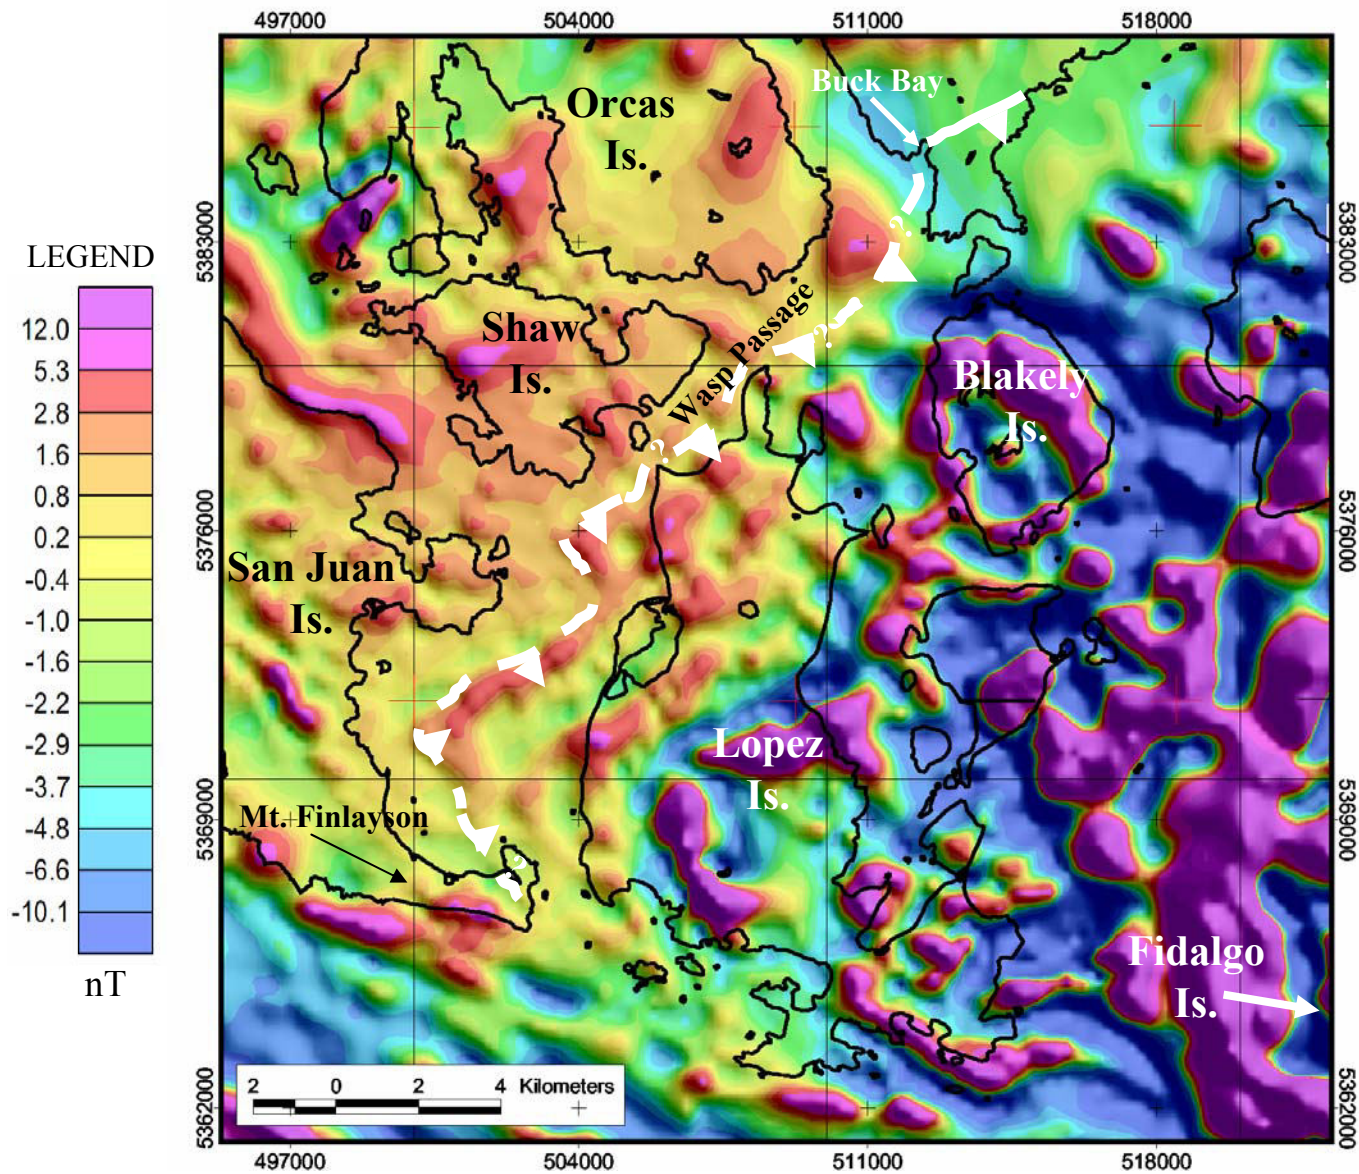 497000 504000 511000 518000
Buck Bay
Orcas
Is.
5383000
5383000
LEGEND
12.0
5.3
2.8
1.6
0.8
0.2
-0.4
-1.0
-1.6
-2.2
-2.9
-3.7
-4.8
-6.6
-10.1
nT
?
Shaw
Is.
Wasp Passage
?
Blakely
Is.
?
5376000
5376000
San Juan
Is.
Lopez
Is.
Mt. Finlayson
5369000
5369000
?
Fidalgo
Is.
2 0 2 4 Kilometers
5362000
5362000
497000 504000 511000 518000